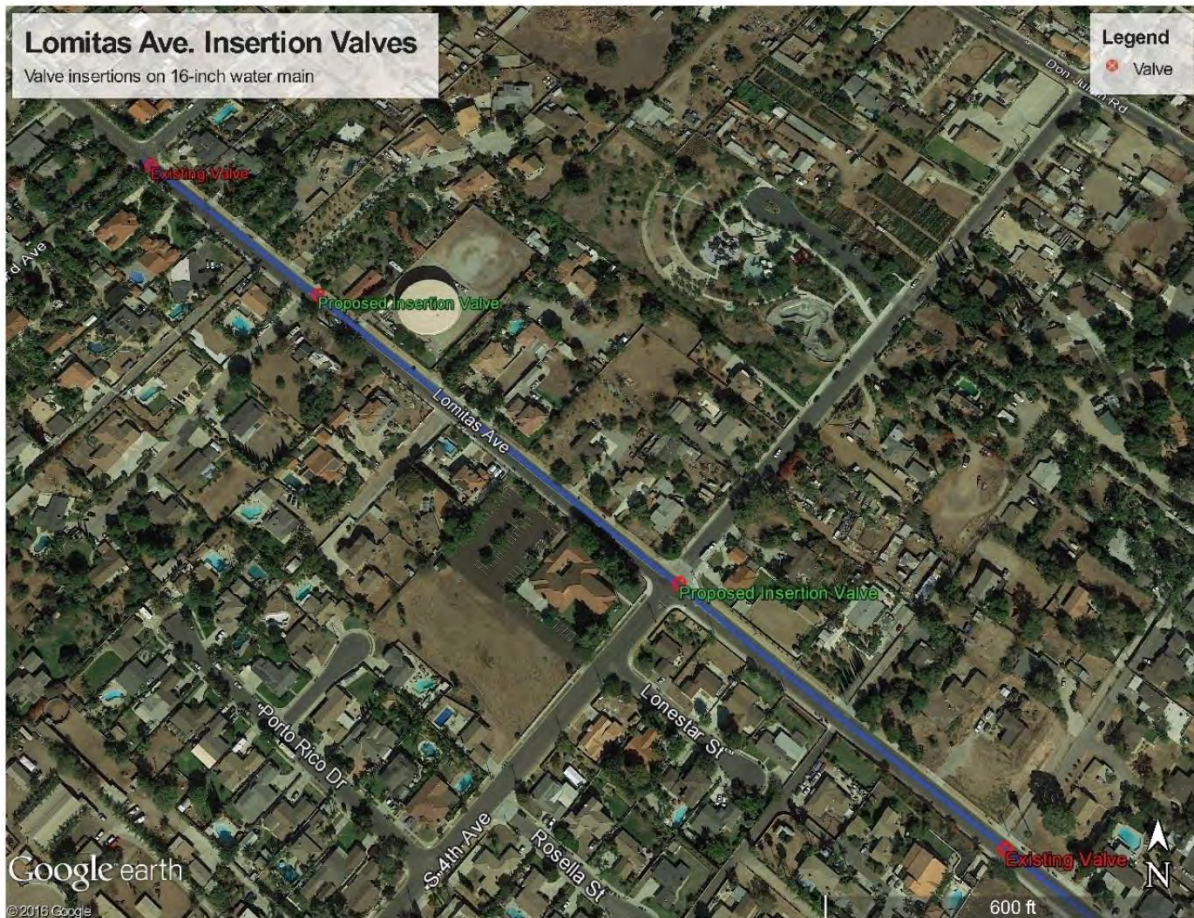 Lomitas Ave. Insertion Valves
Valve insertions on 16-inch water main
Legend
Valve
Don Julian Rd
Existing Valve
rd Ave
Proposed Insertion Valve
Lomitas Ave
Proposed Insertion Valve
Lonestar St
Porto Rico Dr
S 4th Ave
Rosella St
Existing Valve
N
Google earth
© 2016 Google
600 ft